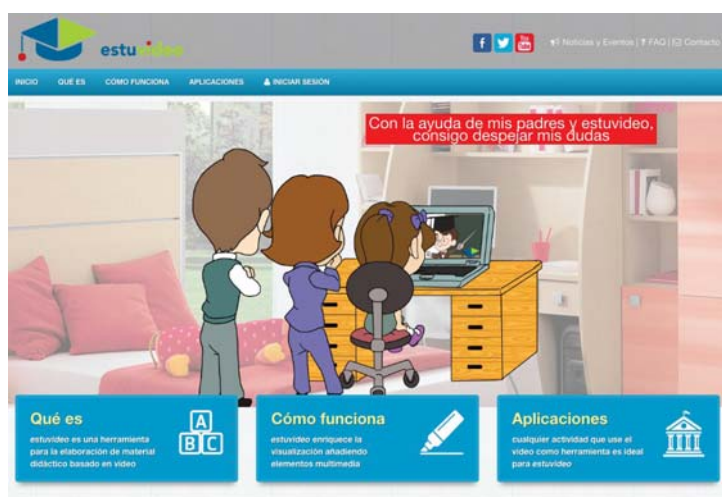 estuvideo
Noticias y Eventos | ? FAQ | Contacto
INICIO QUÉ ES CÓMO FUNCIONA APLICACIONES INICIAR SESIÓN
Con la ayuda de mis padres y estuvideo,
consigo despejar mis dudas
Qué es
estuvideo es una herramienta
para la elaboración de material
didáctico basado en vídeo
A
B C
Cómo funciona
estuvideo enriquece la
visualización añadiendo
elementos multimedia
Aplicaciones
cualquier actividad que use el
vídeo como herramienta es ideal
para estuvideo